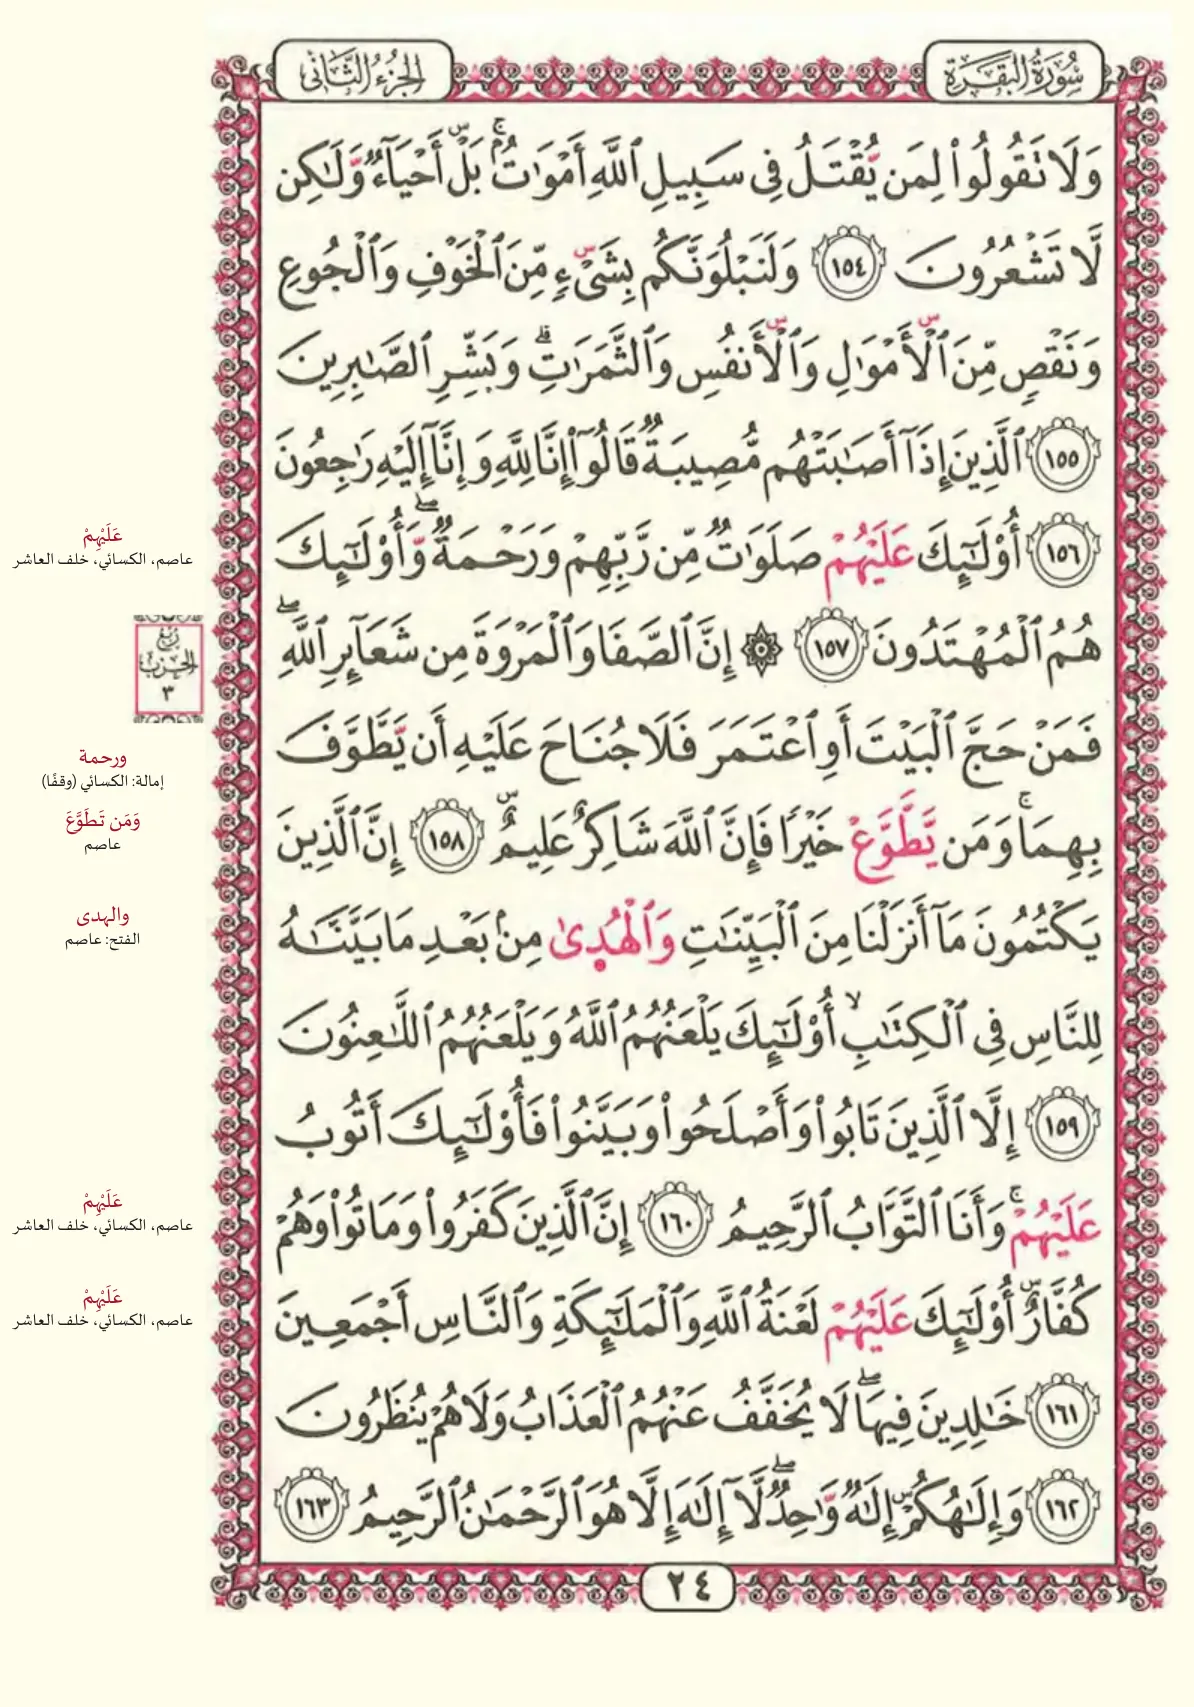 سُورَةُ البَقَرَةِ
الجُزْءُ الثَّانِي
وَلَا تَقُولُوا۟ لِمَن يُّقْتَلُ فِى سَبِيلِ ٱللَّهِ أَمْوَٰتٌۢ ۚ بَلْ أَحْيَآءٌ وَّلَـٰكِن
لَّا تَشْعُرُونَ ١٥٤ وَلَنَبْلُوَنَّكُم بِشَىْءٍ مِّنَ ٱلْخَوْفِ وَٱلْجُوعِ
وَنَقْصٍ مِّنَ ٱلْأَمْوَٰلِ وَٱلْأَنفُسِ وَٱلثَّمَرَٰتِ ۗ وَبَشِّرِ ٱلصَّـٰبِرِينَ
١٥٥ ٱلَّذِينَ إِذَآ أَصَـٰبَتْهُم مُّصِيبَةٌ قَالُوٓا۟ إِنَّا لِلَّهِ وَإِنَّآ إِلَيْهِ رَٰجِعُونَ
١٥٦ أُو۟لَـٰٓئِكَ عَلَيْهُمْ صَلَوَٰتٌ مِّن رَّبِّهِمْ وَرَحْمَةٌ ۖ وَّأُو۟لَـٰٓئِكَ
عَلَيْهِمْ
عاصم، الكسائي، خلف العاشر
هُمُ ٱلْمُهْتَدُونَ ١٥٧ ۞ إِنَّ ٱلصَّفَا وَٱلْمَرْوَةَ مِن شَعَآئِرِ ٱللَّهِ ۖ
رُبْعُ
الحِزْبِ
٣
فَمَنْ حَجَّ ٱلْبَيْتَ أَوِ ٱعْتَمَرَ فَلَا جُنَاحَ عَلَيْهِ أَن يَّطَّوَّفَ
ورحمة
إمالة: الكسائي (وقفًا)
بِهِمَا ۚ وَمَن يَّطَّوَّعْ خَيْرًا فَإِنَّ ٱللَّهَ شَاكِرٌ عَلِيمٌ ١٥٨ إِنَّ ٱلَّذِينَ
وَمَن تَطَوَّعَ
عاصم
يَكْتُمُونَ مَآ أَنزَلْنَا مِنَ ٱلْبَيِّنَـٰتِ وَٱلْهُدِىٰ مِنۢ بَعْدِ مَا بَيَّنَّـٰهُ
والهدى
الفتح: عاصم
لِلنَّاسِ فِى ٱلْكِتَـٰبِ ۙ أُو۟لَـٰٓئِكَ يَلْعَنُهُمُ ٱللَّهُ وَيَلْعَنُهُمُ ٱللَّـٰعِنُونَ
١٥٩ إِلَّا ٱلَّذِينَ تَابُوا۟ وَأَصْلَحُوا۟ وَبَيَّنُوا۟ فَأُو۟لَـٰٓئِكَ أَتُوبُ
عَلَيْهُمْ ۚ وَأَنَا ٱلتَّوَّابُ ٱلرَّحِيمُ ١٦٠ إِنَّ ٱلَّذِينَ كَفَرُوا۟ وَمَاتُوا۟ وَهُمْ
عَلَيْهِمْ
عاصم، الكسائي، خلف العاشر
كُفَّارٌ أُو۟لَـٰٓئِكَ عَلَيْهُمْ لَعْنَةُ ٱللَّهِ وَٱلْمَلَـٰٓئِكَةِ وَٱلنَّاسِ أَجْمَعِينَ
عَلَيْهِمْ
عاصم، الكسائي، خلف العاشر
١٦١ خَـٰلِدِينَ فِيهَا ۖ لَا يُخَفَّفُ عَنْهُمُ ٱلْعَذَابُ وَلَا هُمْ يُنظَرُونَ
١٦٢ وَإِلَـٰهُكُمْ إِلَـٰهٌ وَّٰحِدٌ ۖ لَّآ إِلَـٰهَ إِلَّا هُوَ ٱلرَّحْمَـٰنُ ٱلرَّحِيمُ ١٦٣
٢٤